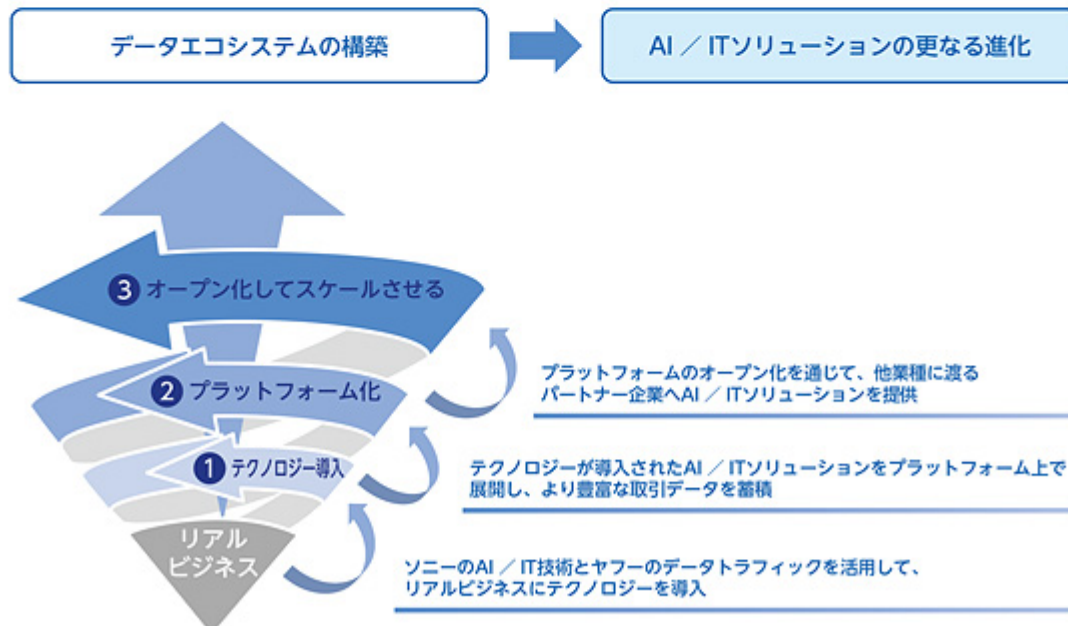 データエコシステムの構築
AI ／ ITソリューションの更なる進化
3 オープン化してスケールさせる
プラットフォームのオープン化を通じて、他業種に渡る
パートナー企業へAI ／ ITソリューションを提供
2 プラットフォーム化
テクノロジーが導入されたAI ／ ITソリューションをプラットフォーム上で
展開し、より豊富な取引データを蓄積
1 テクノロジー導入
リアル
ビジネス
ソニーのAI ／ IT技術とヤフーのデータトラフィックを活用して、
リアルビジネスにテクノロジーを導入